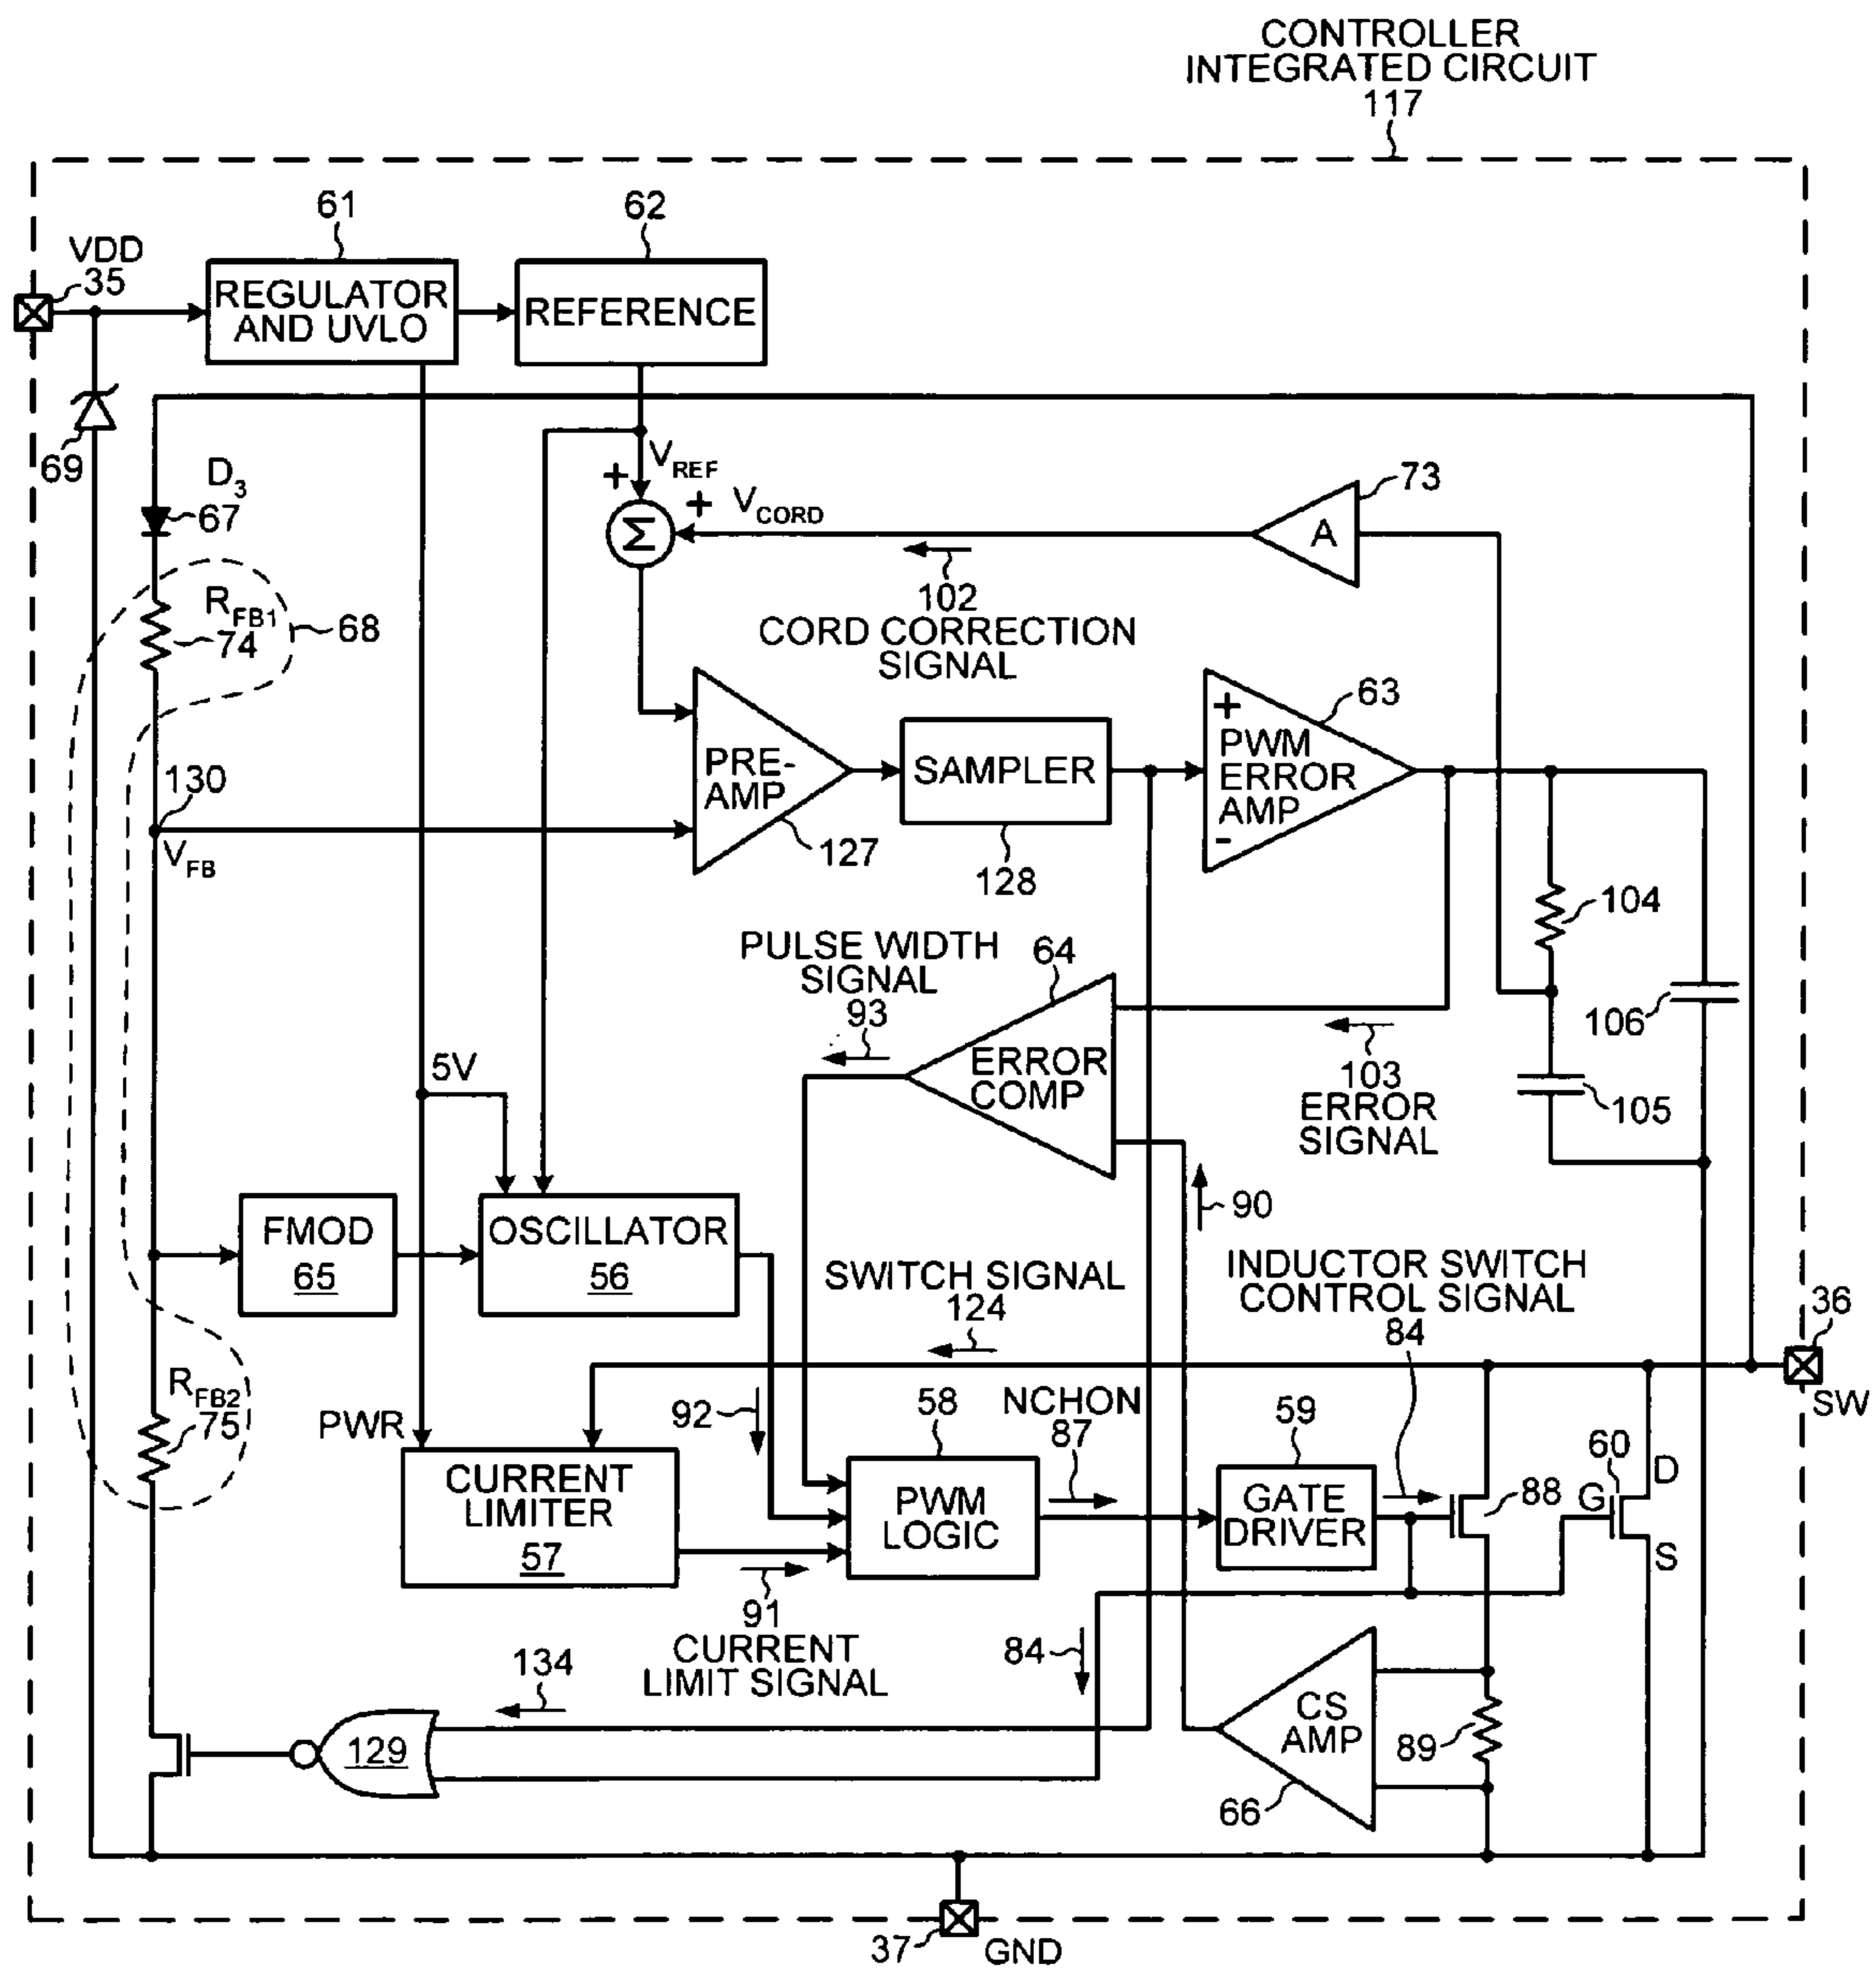 CONTROLLER
INTEGRATED CIRCUIT
117
61
62
VDD
35
REGULATOR
AND UVLO
REFERENCE
69
D3
67
VREF
+
+
VCORD
Σ
A
73
RFB1
74
68
102
CORD CORRECTION
SIGNAL
130
VFB
PRE-
AMP
127
SAMPLER
128
+
PWM
ERROR
AMP
-
63
104
PULSE WIDTH
SIGNAL
93
64
ERROR
COMP
103
ERROR
SIGNAL
106
105
5V
90
FMOD
65
OSCILLATOR
56
SWITCH SIGNAL
124
INDUCTOR SWITCH
CONTROL SIGNAL
84
36
SW
RFB2
75
PWR
92
58
NCHON
87
59
60
D
G
S
88
CURRENT
LIMITER
57
PWM
LOGIC
GATE
DRIVER
91
CURRENT
LIMIT SIGNAL
84
134
129
CS
AMP
66
89
37
GND